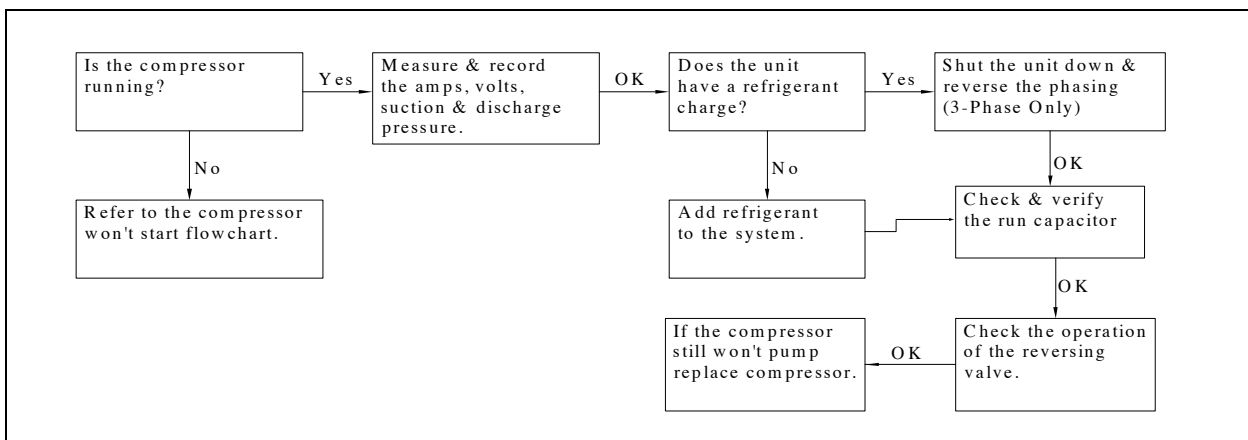 Is the compressor
running?
Yes
Measure & record
the amps, volts,
suction & discharge
pressure.
OK
Does the unit
have a refrigerant
charge?
Yes
Shut the unit down &
reverse the phasing
(3-Phase Only)
No
Refer to the compressor
won't start flowchart.
No
Add refrigerant
to the system.
OK
Check & verify
the run capacitor
OK
Check the operation
of the reversing
valve.
OK
If the compressor
still won't pump
replace compressor.